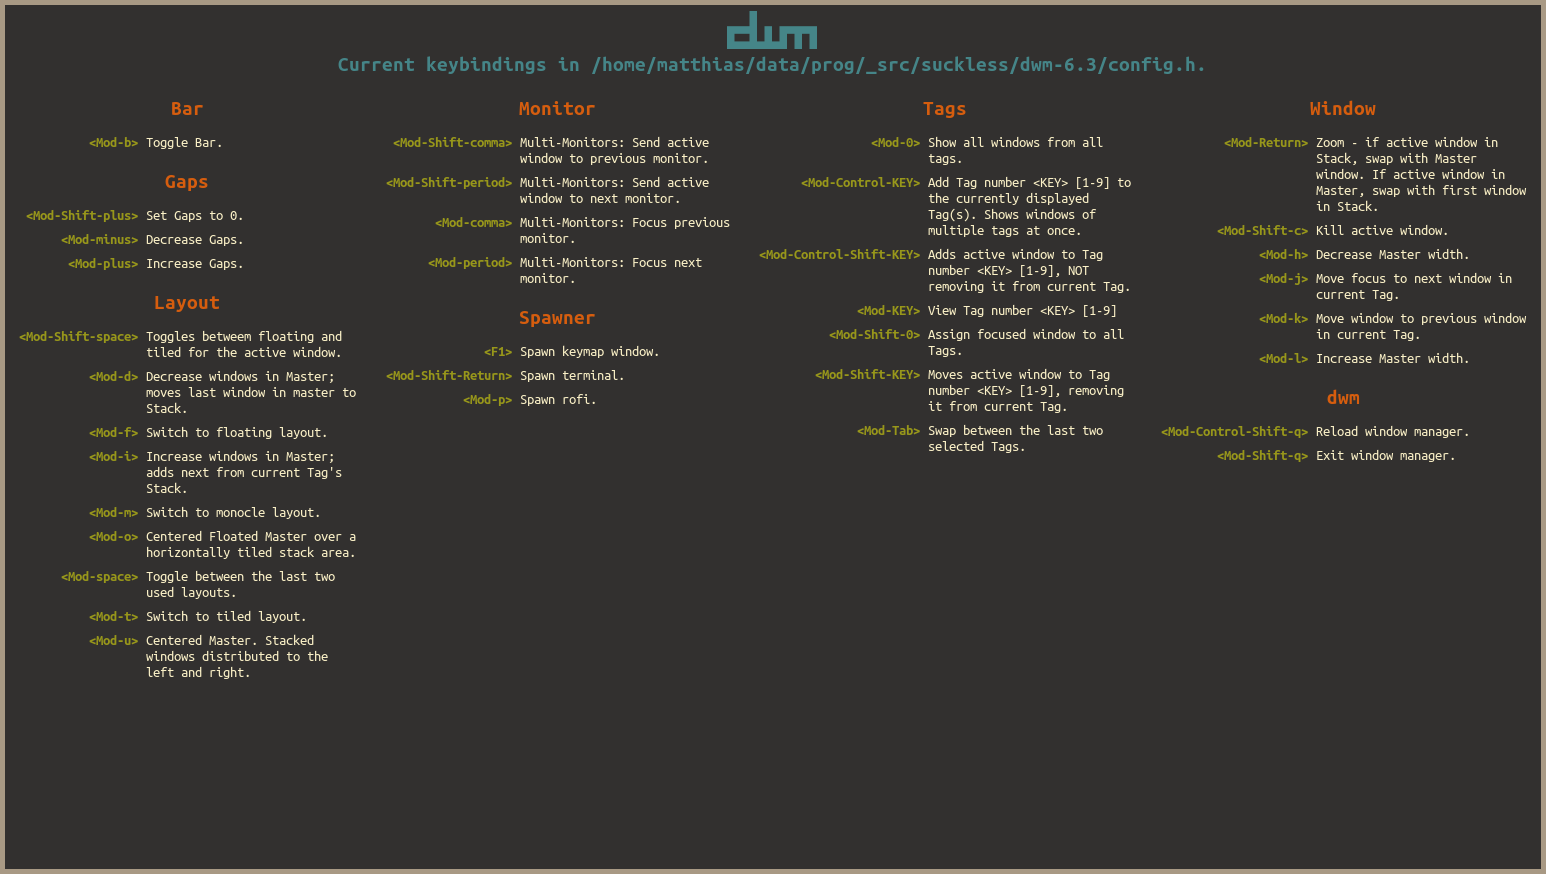 dwm
Current keybindings in /home/matthias/data/prog/_src/suckless/dwm-6.3/config.h.
Bar
<Mod-b> Toggle Bar.
Gaps
<Mod-Shift-plus> Set Gaps to 0.
<Mod-minus> Decrease Gaps.
<Mod-plus> Increase Gaps.
Layout
<Mod-Shift-space> Toggles betweem floating and
tiled for the active window.
<Mod-d> Decrease windows in Master;
moves last window in master to
Stack.
<Mod-f> Switch to floating layout.
<Mod-i> Increase windows in Master;
adds next from current Tag's
Stack.
<Mod-m> Switch to monocle layout.
<Mod-o> Centered Floated Master over a
horizontally tiled stack area.
<Mod-space> Toggle between the last two
used layouts.
<Mod-t> Switch to tiled layout.
<Mod-u> Centered Master. Stacked
windows distributed to the
left and right.
Monitor
<Mod-Shift-comma> Multi-Monitors: Send active
window to previous monitor.
<Mod-Shift-period> Multi-Monitors: Send active
window to next monitor.
<Mod-comma> Multi-Monitors: Focus previous
monitor.
<Mod-period> Multi-Monitors: Focus next
monitor.
Spawner
<F1> Spawn keymap window.
<Mod-Shift-Return> Spawn terminal.
<Mod-p> Spawn rofi.
Tags
<Mod-0> Show all windows from all
tags.
<Mod-Control-KEY> Add Tag number <KEY> [1-9] to
the currently displayed
Tag(s). Shows windows of
multiple tags at once.
<Mod-Control-Shift-KEY> Adds active window to Tag
number <KEY> [1-9], NOT
removing it from current Tag.
<Mod-KEY> View Tag number <KEY> [1-9]
<Mod-Shift-0> Assign focused window to all
Tags.
<Mod-Shift-KEY> Moves active window to Tag
number <KEY> [1-9], removing
it from current Tag.
<Mod-Tab> Swap between the last two
selected Tags.
Window
<Mod-Return> Zoom - if active window in
Stack, swap with Master
window. If active window in
Master, swap with first window
in Stack.
<Mod-Shift-c> Kill active window.
<Mod-h> Decrease Master width.
<Mod-j> Move focus to next window in
current Tag.
<Mod-k> Move window to previous window
in current Tag.
<Mod-l> Increase Master width.
dwm
<Mod-Control-Shift-q> Reload window manager.
<Mod-Shift-q> Exit window manager.